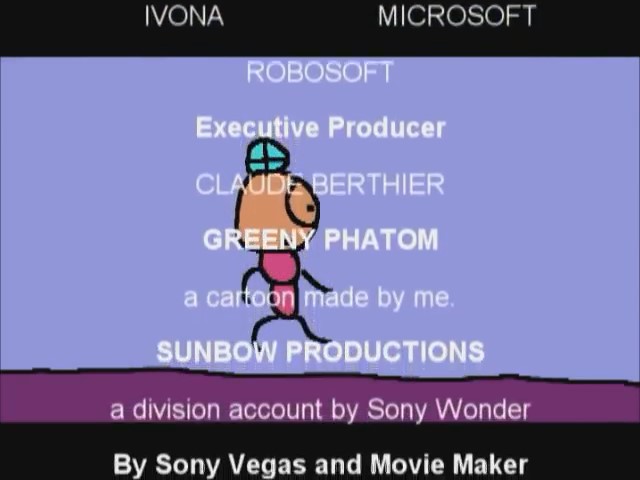 IVONA MICROSOFT
ROBOSOFT
Executive Producer
CLAUDE BERTHIER
GREENY PHATOM
a cartoon made by me.
SUNBOW PRODUCTIONS
a division account by Sony Wonder
By Sony Vegas and Movie Maker